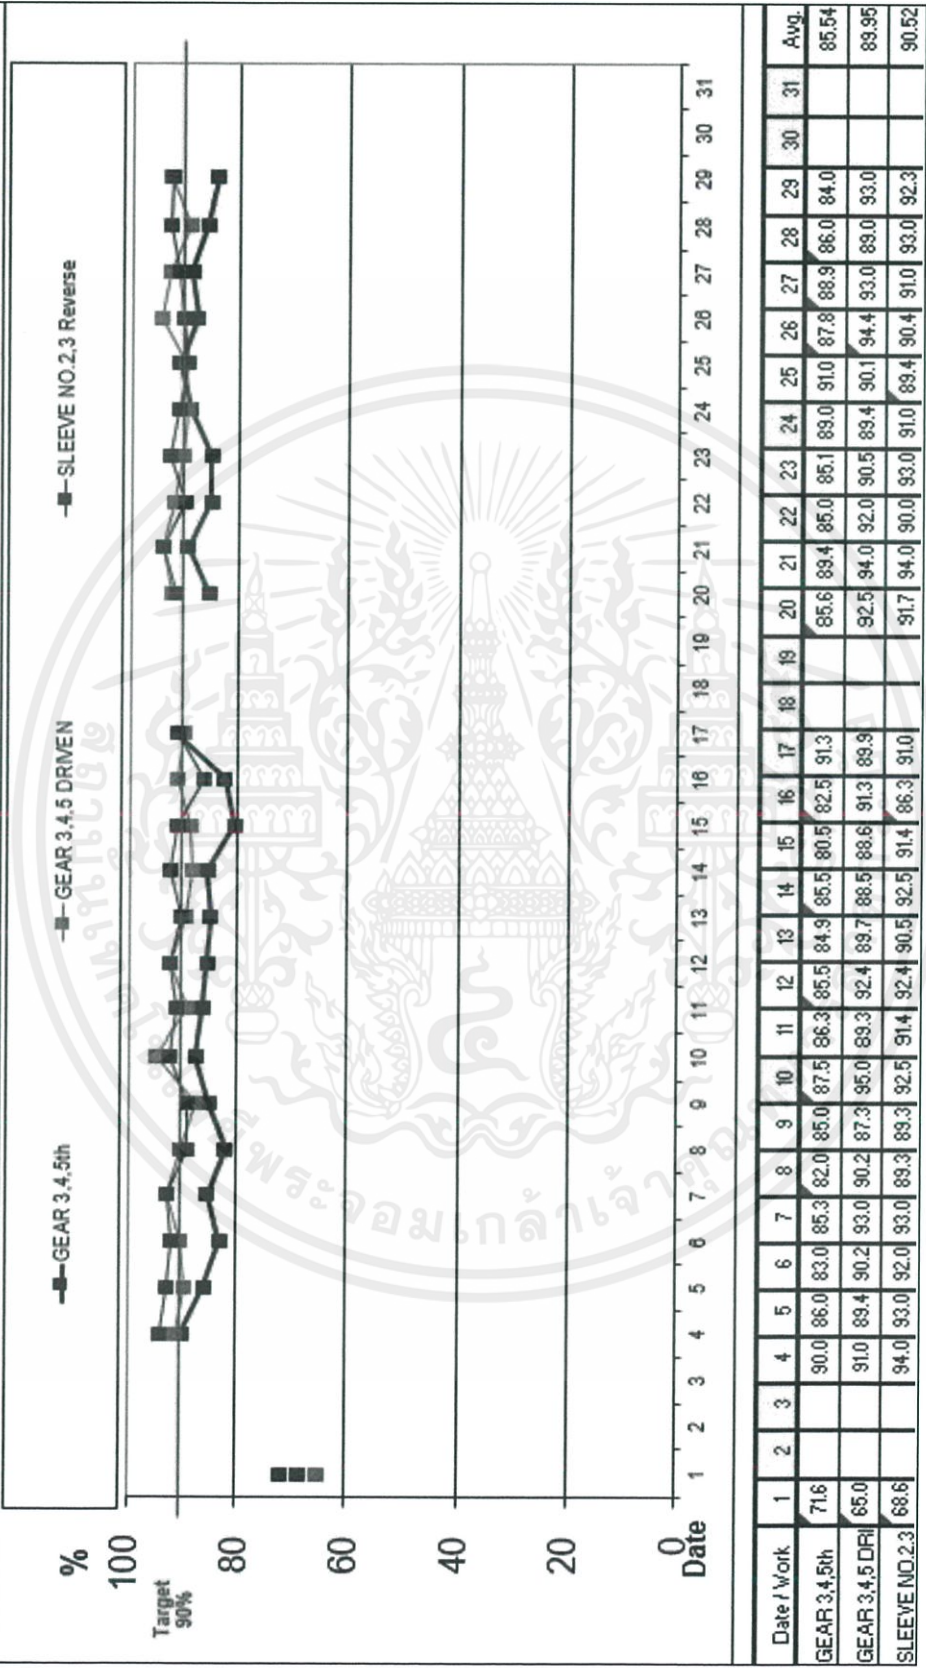 GEAR 3,4,5th GEAR 3,4,5 DRIVEN SLEEVE NO.2,3 Reverse
%
100
Target
90%
80
60
40
20
0
Date 1 2 3 4 5 6 7 8 9 10 11 12 13 14 15 16 17 18 19 20 21 22 23 24 25 26 27 28 29 30 31
Date / Work 1 2 3 4 5 6 7 8 9 10 11 12 13 14 15 16 17 18 19 20 21 22 23 24 25 26 27 28 29 30 31 Avg.
GEAR 3,4,5th 71.6 90.0 86.0 83.0 85.3 82.0 85.0 87.5 86.3 85.5 84.9 85.5 80.5 82.5 91.3 85.6 89.4 85.0 85.1 89.0 91.0 87.8 88.9 86.0 84.0 85.54
GEAR 3,4,5 DRI 65.0 91.0 89.4 90.2 93.0 90.2 87.3 95.0 89.3 92.4 89.7 88.5 88.6 91.3 89.9 92.5 94.0 92.0 90.5 89.4 90.1 94.4 93.0 89.0 93.0 89.95
SLEEVE NO.2,3 68.6 94.0 93.0 92.0 93.0 89.3 89.3 92.5 91.4 92.4 90.5 92.5 91.4 86.3 91.0 91.7 94.0 90.0 93.0 91.0 89.4 90.4 91.0 93.0 92.3 90.52